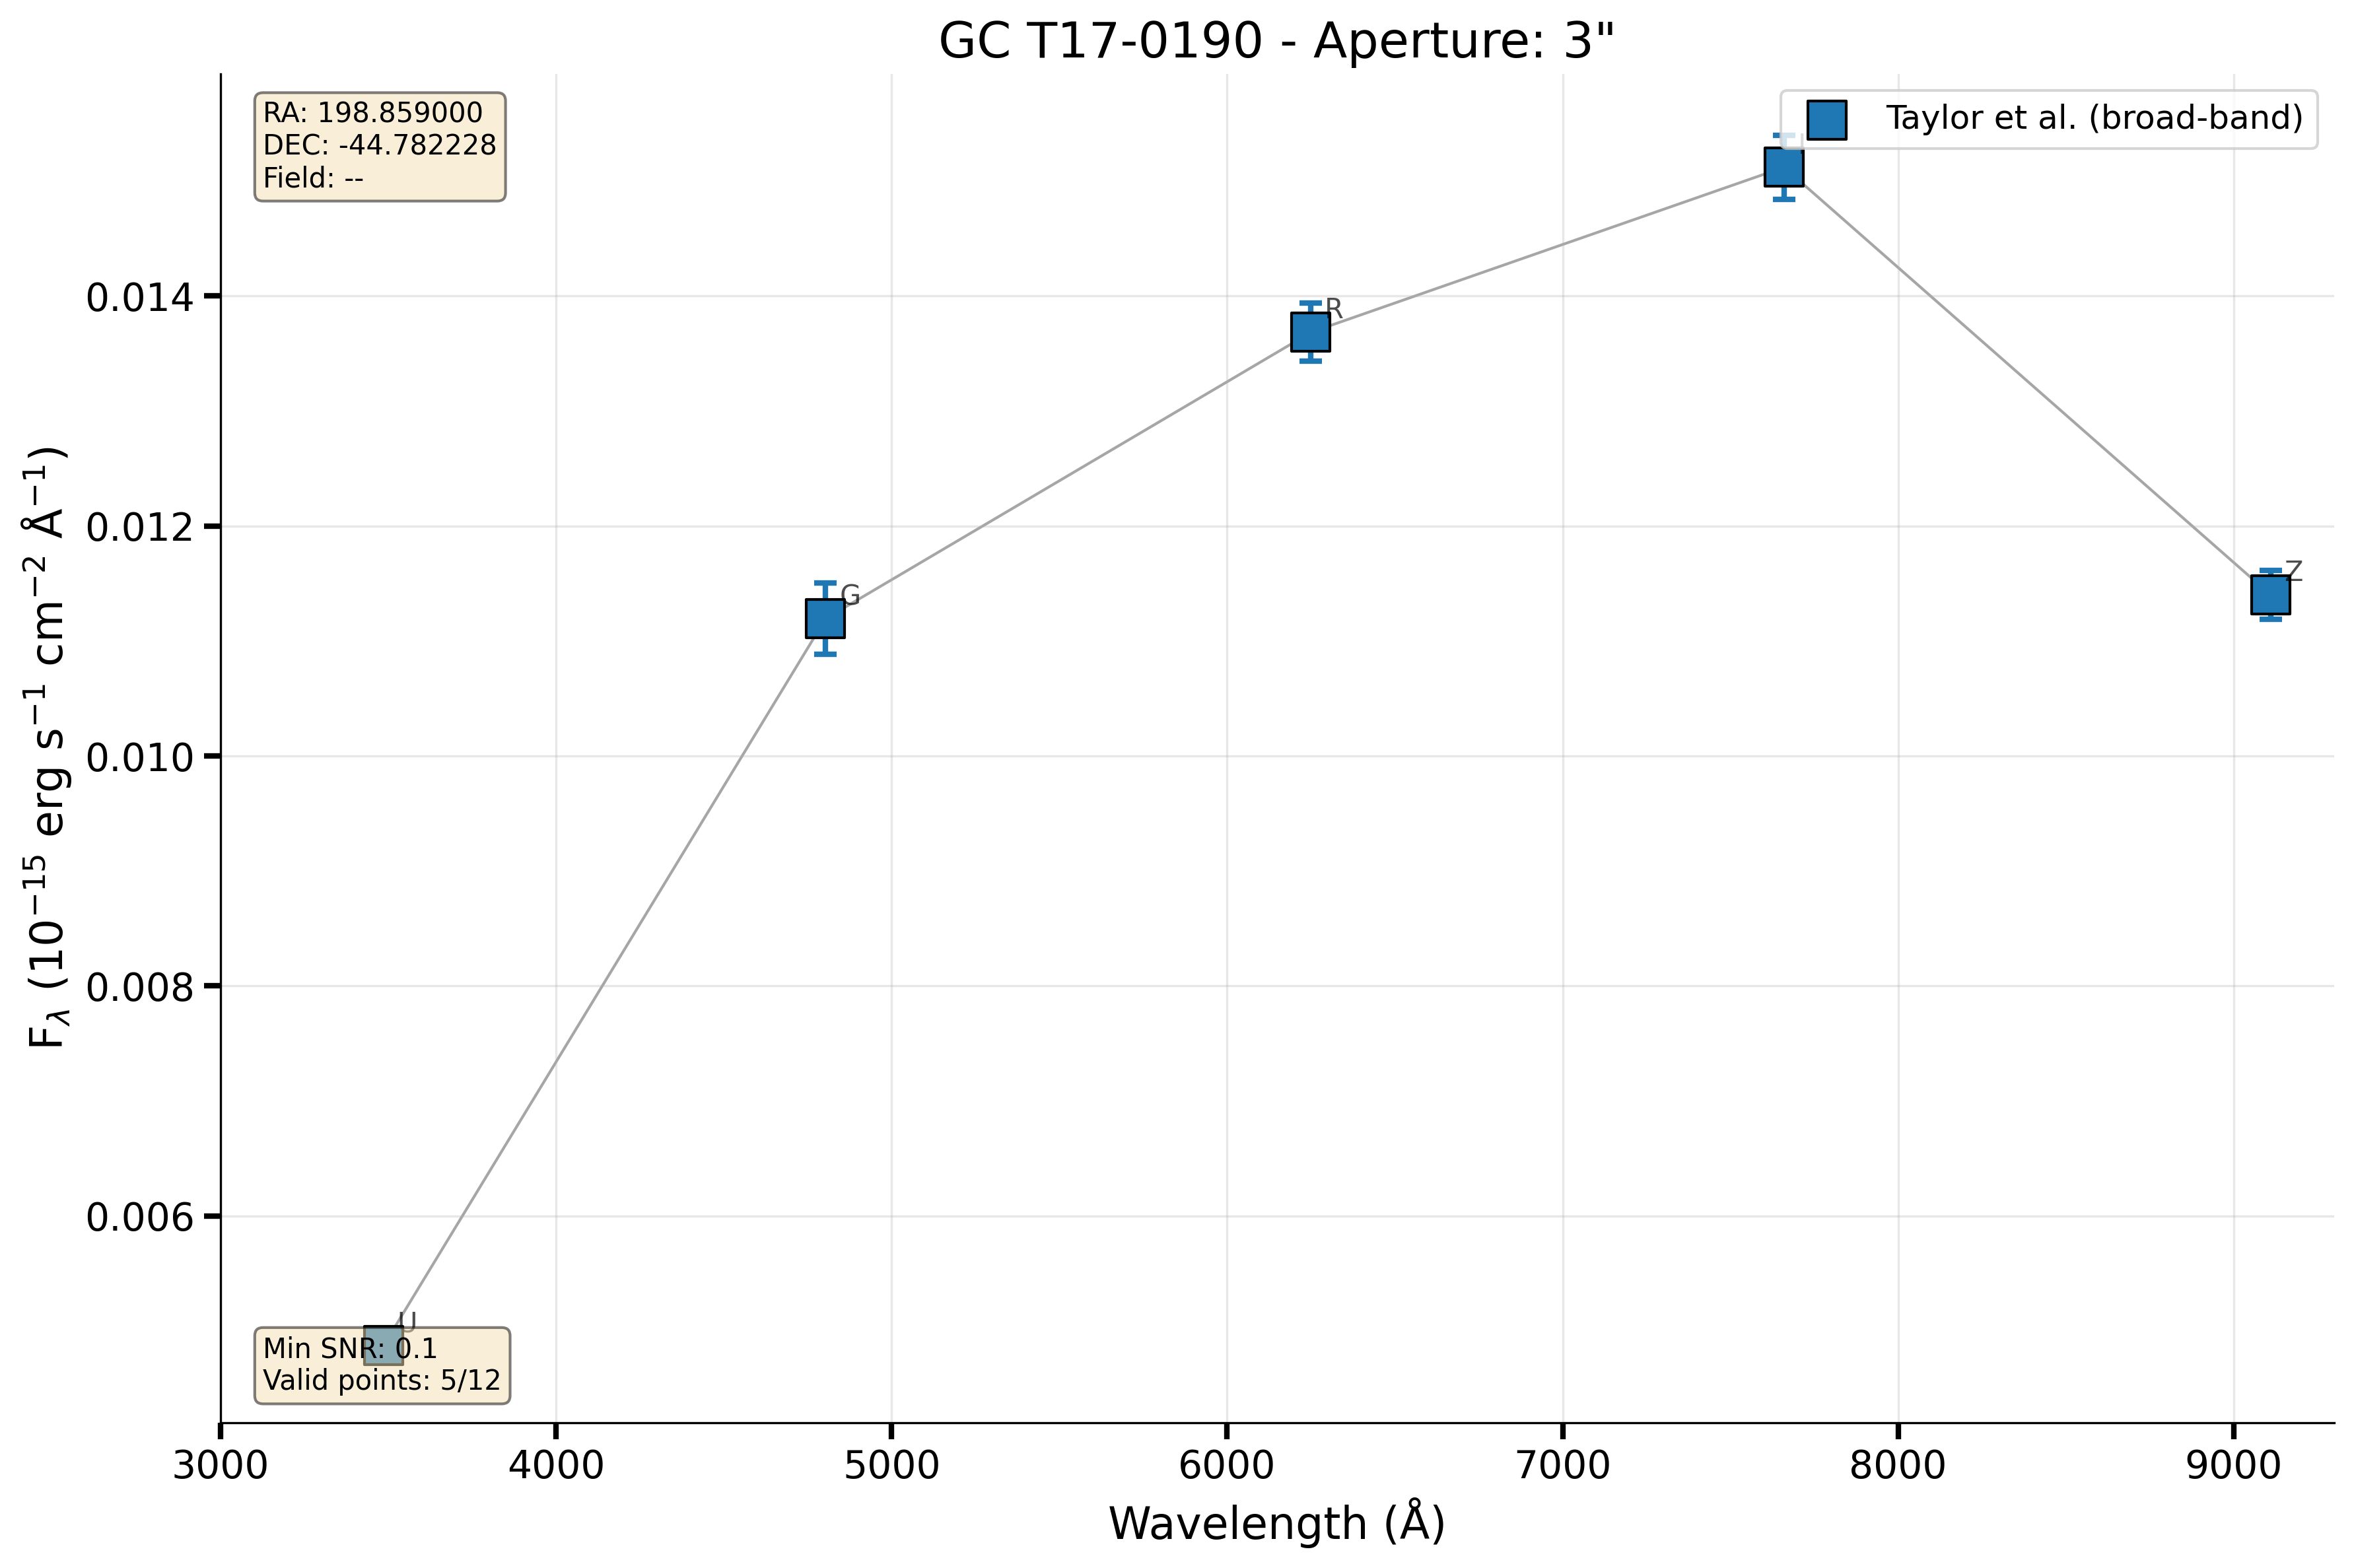 GC T17-0190 - Aperture: 3"
RA: 198.859000
DEC: -44.782228
Field: --
Taylor et al. (broad-band)
I
R
G
Z
U
0.014
0.012
0.010
0.008
0.006
F_λ (10⁻¹⁵ erg s⁻¹ cm⁻² Å⁻¹)
Min SNR: 0.1
Valid points: 5/12
3000 4000 5000 6000 7000 8000 9000
Wavelength (Å)